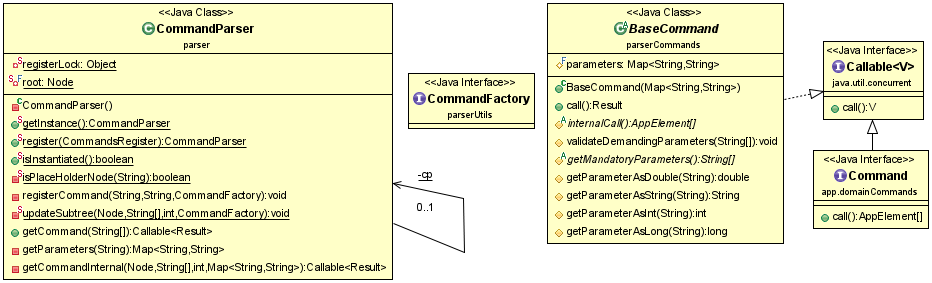 <<Java Class>>
CommandParser
parser
registerLock: Object
root: Node
CommandParser()
getInstance():CommandParser
register(CommandsRegister):CommandParser
isInstantiated():boolean
isPlaceHolderNode(String):boolean
registerCommand(String,String,CommandFactory):void
updateSubtree(Node,String[],int,CommandFactory):void
getCommand(String[]):Callable<Result>
getParameters(String):Map<String,String>
getCommandInternal(Node,String[],int,Map<String,String>):Callable<Result>
-cp
0..1
<<Java Interface>>
CommandFactory
parserUtils
<<Java Class>>
BaseCommand
parserCommands
parameters: Map<String,String>
BaseCommand(Map<String,String>)
call():Result
internalCall():AppElement[]
validateDemandingParameters(String[]):void
getMandatoryParameters():String[]
getParameterAsDouble(String):double
getParameterAsString(String):String
getParameterAsInt(String):int
getParameterAsLong(String):long
<<Java Interface>>
Callable<V>
java.util.concurrent
call():V
<<Java Interface>>
Command
app.domainCommands
call():AppElement[]